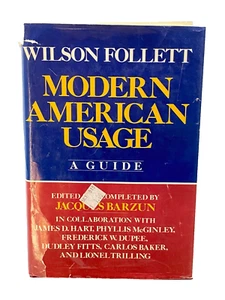 WILSON FOLLETT
MODERN
AMERICAN
USAGE
A GUIDE
EDITED COMPLETED BY
JACQUES BARZUN
IN COLLABORATION WITH
JAMES D. HART, PHYLLIS McGINLEY,
FREDERICK W. DUPEE,
DUDLEY FITTS, CARLOS BAKER,
AND LIONEL TRILLING